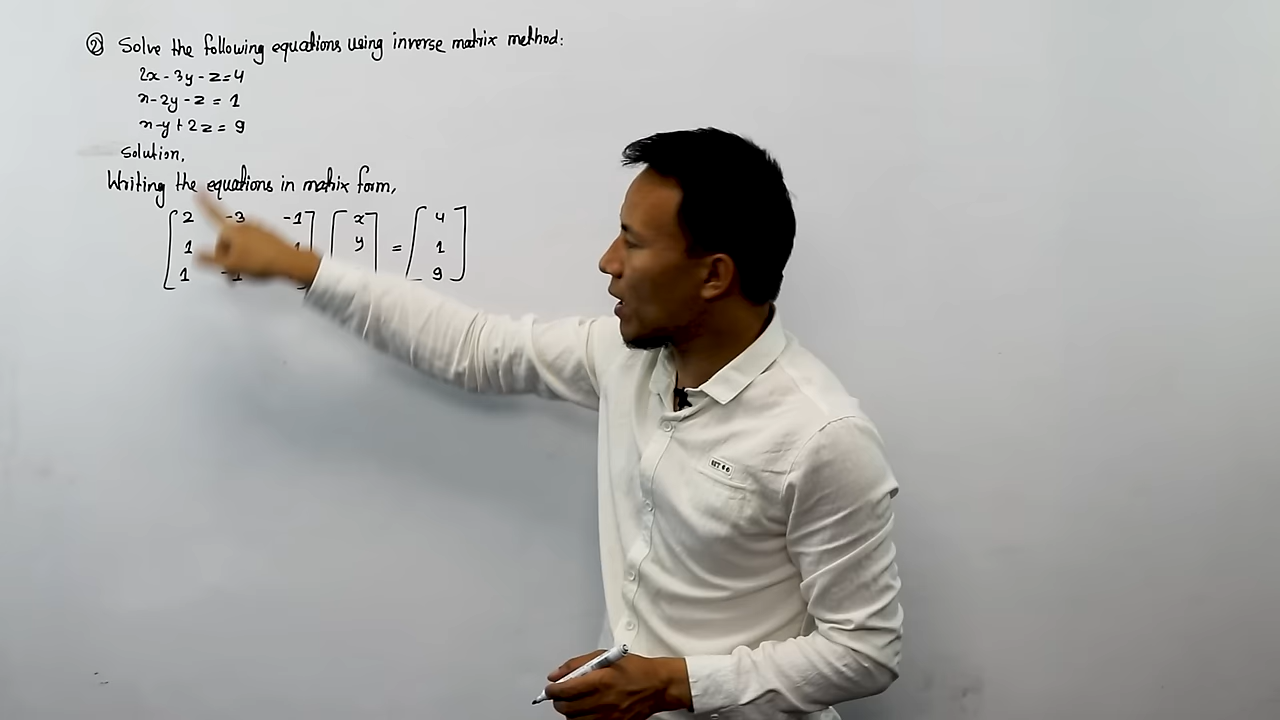 ② Solve the following equations using inverse matrix method:
2x - 3y - z = 4
x - 2y - z = 1
x - y + 2z = 9
Solution,
Writing the equations in matrix form,
2 -3 -1 x 4
1 1 y = 1
1 -1 9